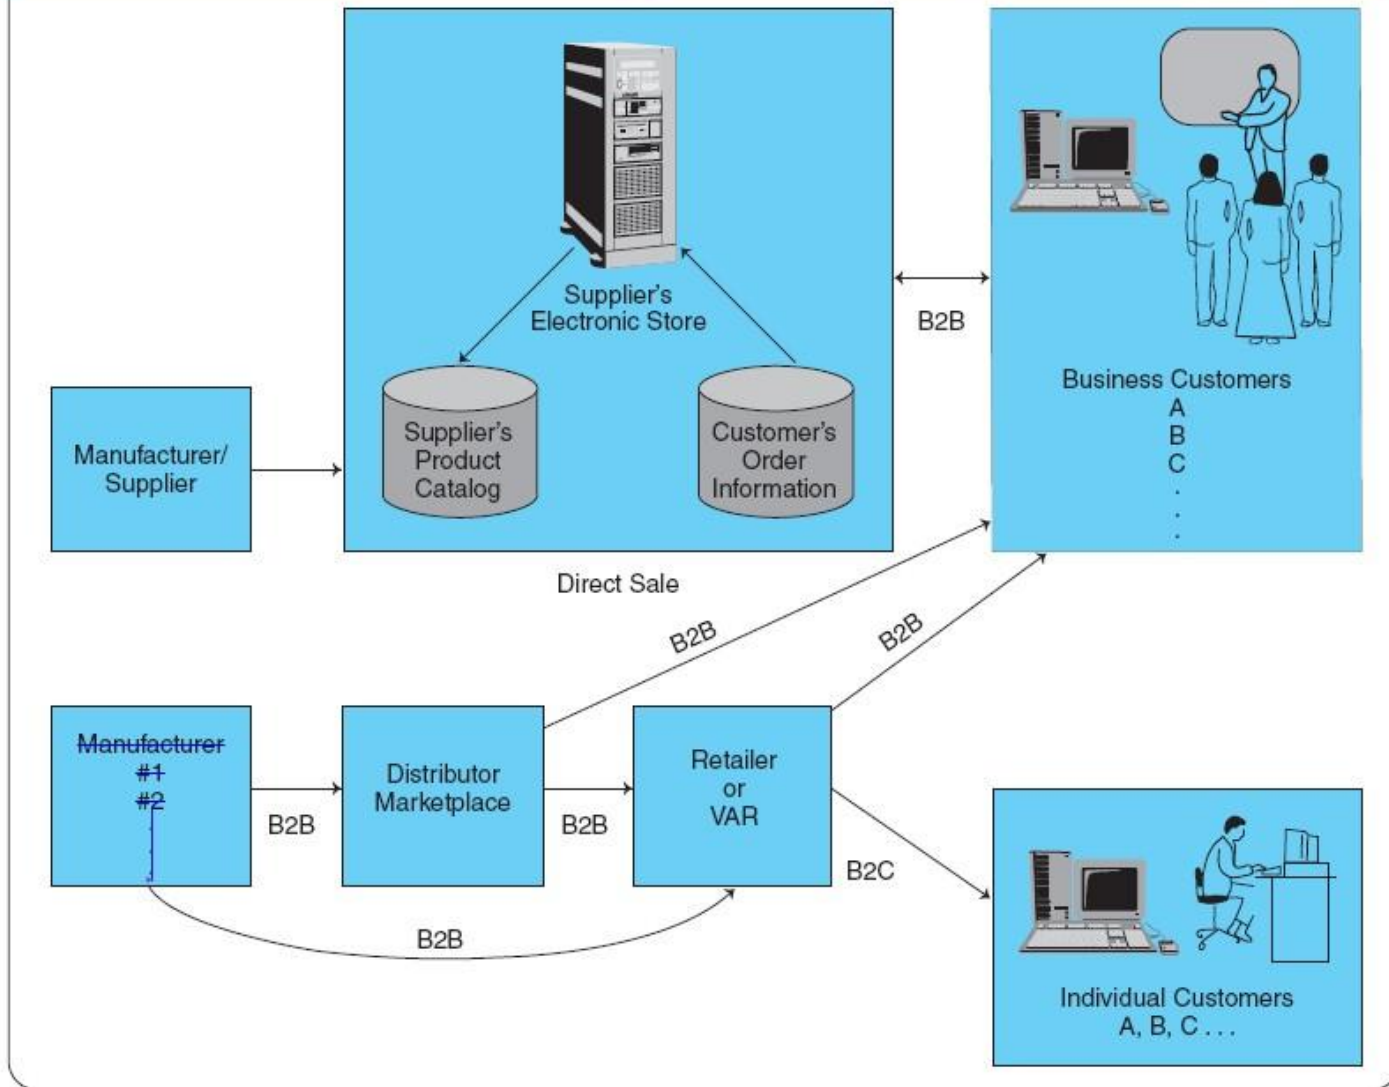 Supplier's
Electronic Store
B2B
Business Customers
A
B
C
.
.
.
Manufacturer/
Supplier
Supplier's
Product
Catalog
Customer's
Order
Information
Direct Sale
B2B
B2B
Manufacturer
#1
#2
B2B
Distributor
Marketplace
B2B
Retailer
or
VAR
B2C
B2B
Individual Customers
A, B, C . . .